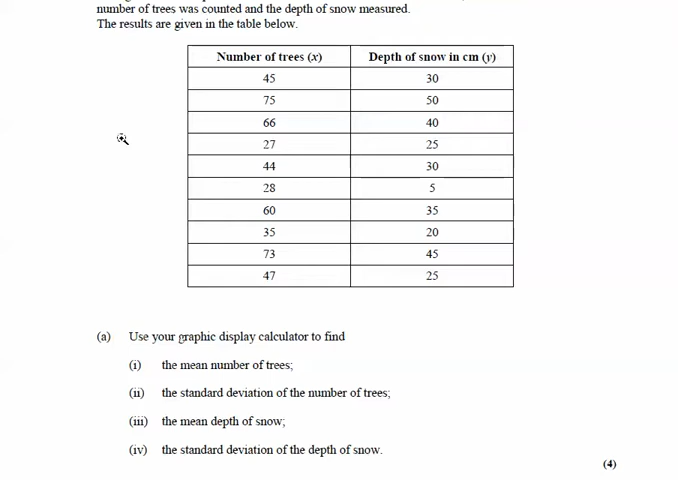 number of trees was counted and the depth of snow measured.
The results are given in the table below.
Number of trees (x) Depth of snow in cm (y)
45 30
75 50
66 40
27 25
44 30
28 5
60 35
35 20
73 45
47 25
(a) Use your graphic display calculator to find
(i) the mean number of trees;
(ii) the standard deviation of the number of trees;
(iii) the mean depth of snow;
(iv) the standard deviation of the depth of snow.
(4)